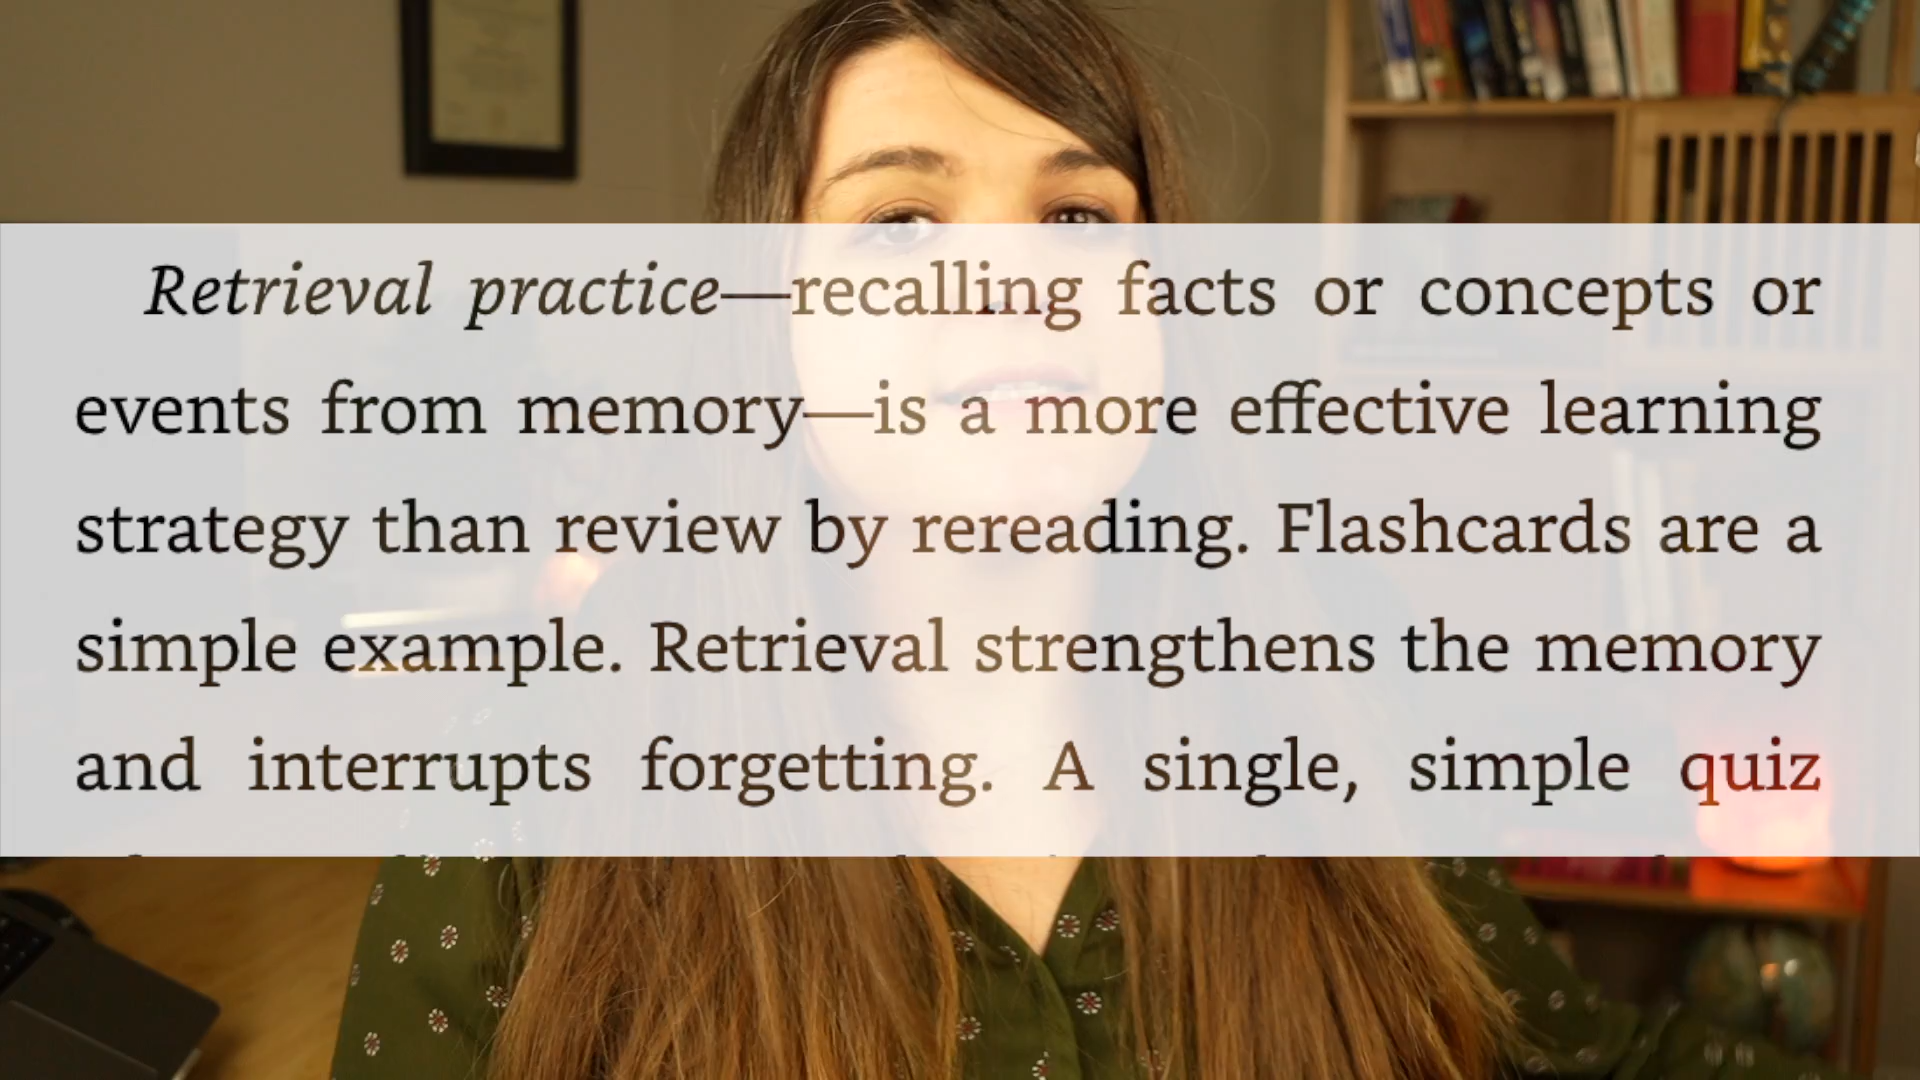 Retrieval practice—recalling facts or concepts or
events from memory—is a more effective learning
strategy than review by rereading. Flashcards are a
simple example. Retrieval strengthens the memory
and interrupts forgetting. A single, simple quiz